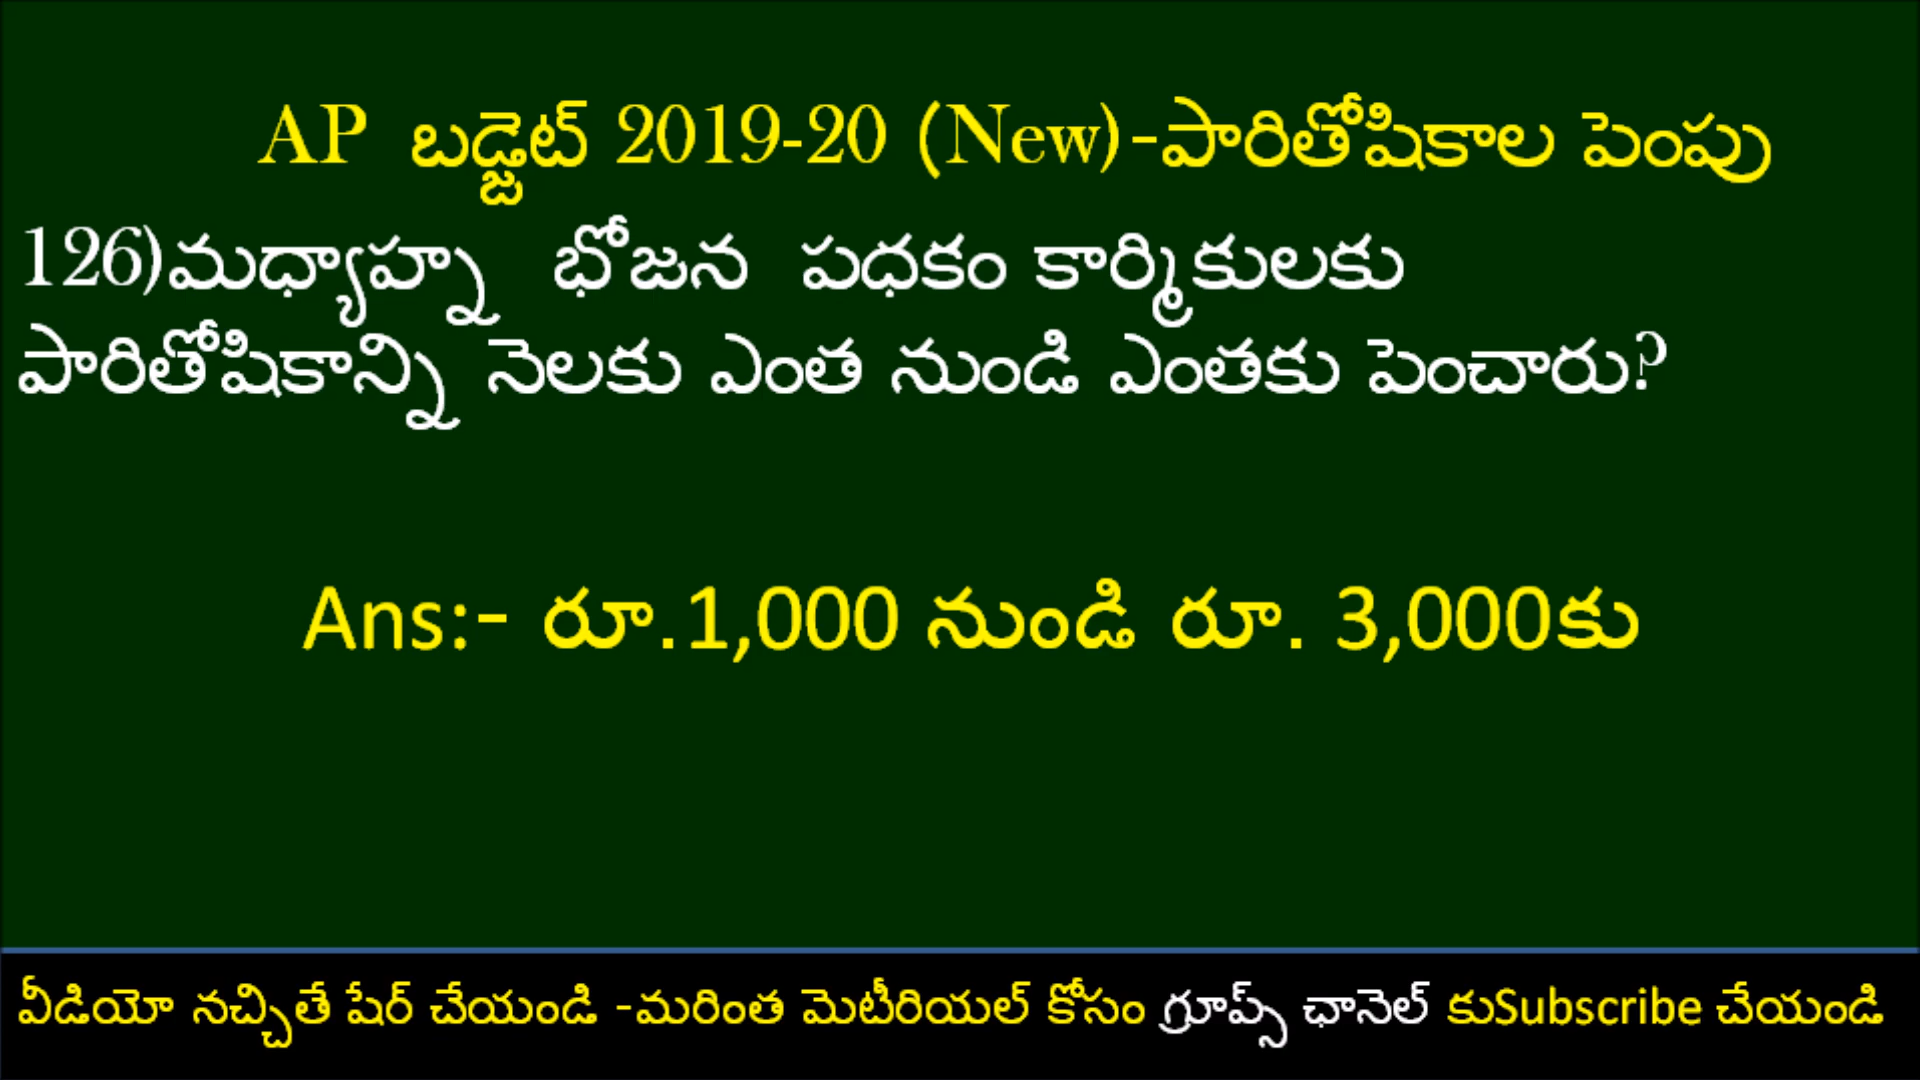 AP బడ్జెట్ 2019-20 (New)-పారితోషికాల పెంపు
126)మధ్యాహ్న భోజన పధకం కార్మికులకు
పారితోషికాన్ని నెలకు ఎంత నుండి ఎంతకు పెంచారు?
Ans:- రూ.1,000 నుండి రూ. 3,000కు
వీడియో నచ్చితే షేర్ చేయండి -మరింత మెటీరియల్ కోసం గ్రూప్స్ ఛానెల్ కుSubscribe చేయండి